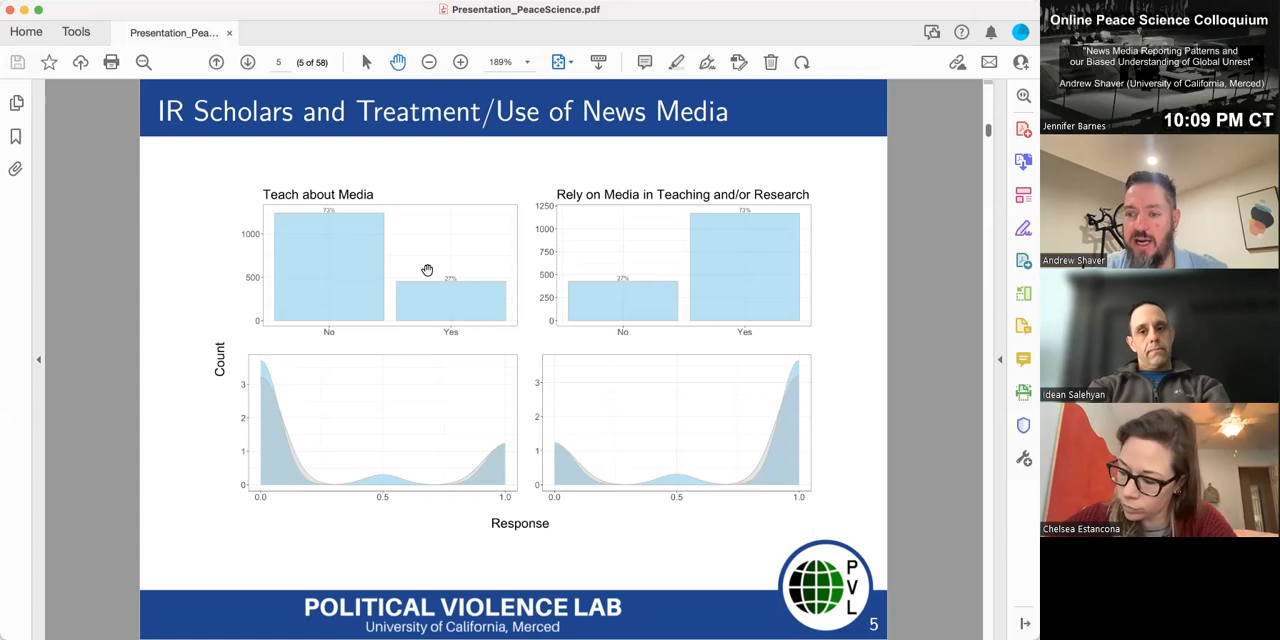 Presentation_PeaceScience.pdf
Home
Tools
Presentation_Pea...
5
(5 of 58)
189%
IR Scholars and Treatment/Use of News Media
Teach about Media
73%
27%
1000
500
0
No
Yes
Rely on Media in Teaching and/or Research
27%
73%
1250
1000
750
500
250
0
No
Yes
Count
3
2
1
0
0.0
0.5
1.0
3
2
1
0
0.0
0.5
1.0
Response
POLITICAL VIOLENCE LAB
University of California, Merced
P
V
L
5
Online Peace Science Colloquium
"News Media Reporting Patterns and
our Biased Understanding of Global Unrest"
Andrew Shaver (University of California, Merced)
Jennifer Barnes
10:09 PM CT
Andrew Shaver
Idean Salehyan
Chelsea Estancona